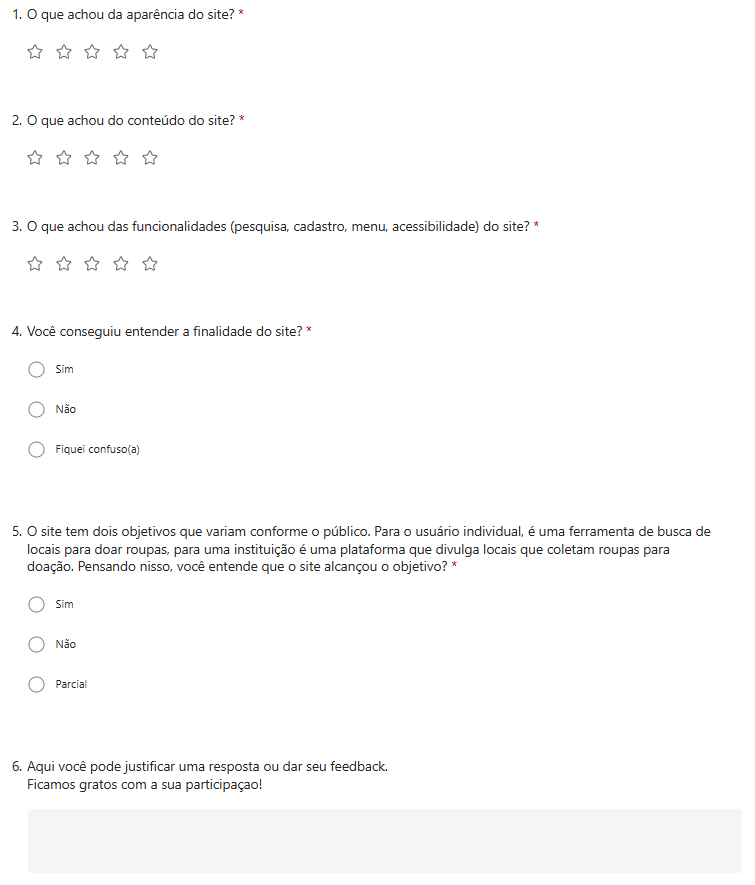 1. O que achou da aparência do site? *
2. O que achou do conteúdo do site? *
3. O que achou das funcionalidades (pesquisa, cadastro, menu, acessibilidade) do site? *
4. Você conseguiu entender a finalidade do site? *
Sim
Não
Fiquei confuso(a)
5. O site tem dois objetivos que variam conforme o público. Para o usuário individual, é uma ferramenta de busca de
locais para doar roupas, para uma instituição é uma plataforma que divulga locais que coletam roupas para
doação. Pensando nisso, você entende que o site alcançou o objetivo? *
Sim
Não
Parcial
6. Aqui você pode justificar uma resposta ou dar seu feedback.
Ficamos gratos com a sua participaçao!